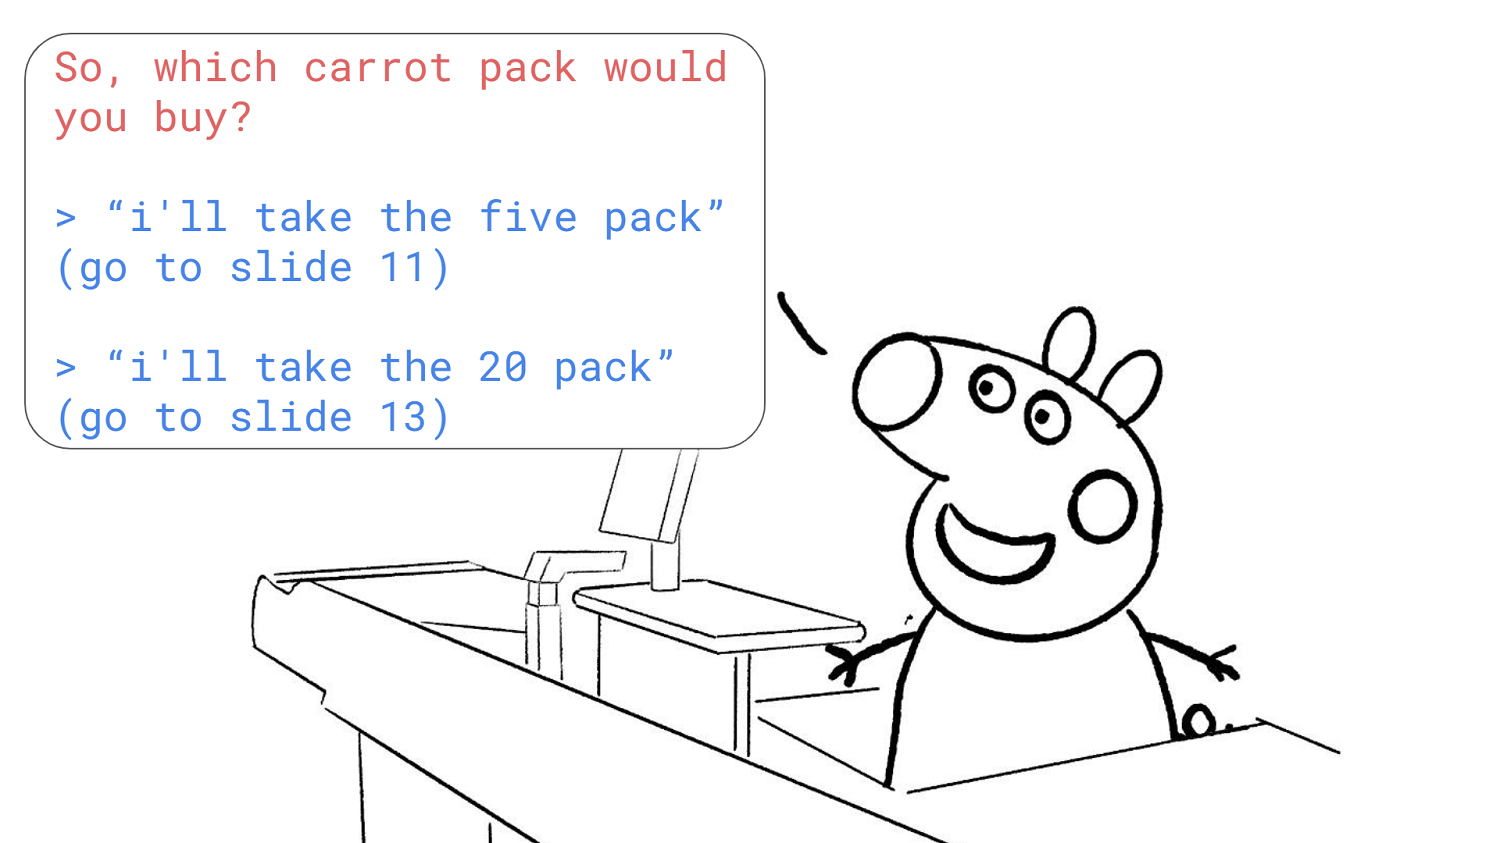 So, which carrot pack would
you buy?
> “i'll take the five pack”
(go to slide 11)
> “i'll take the 20 pack”
(go to slide 13)